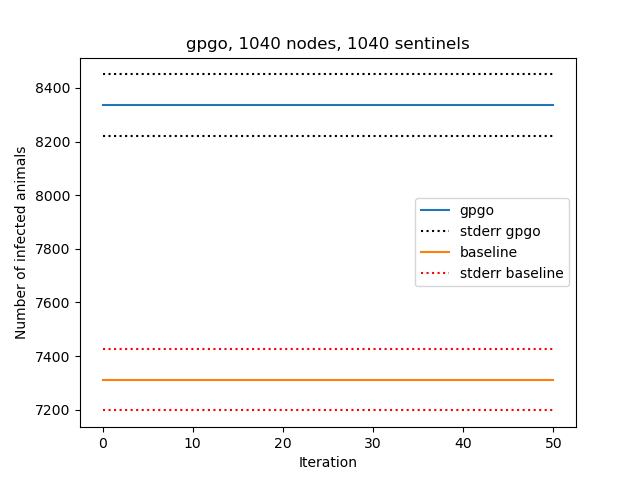 gpgo, 1040 nodes, 1040 sentinels
8400
8200
8000
7800
7600
7400
7200
Number of infected animals
gpgo
stderr gpgo
baseline
stderr baseline
0 10 20 30 40 50
Iteration